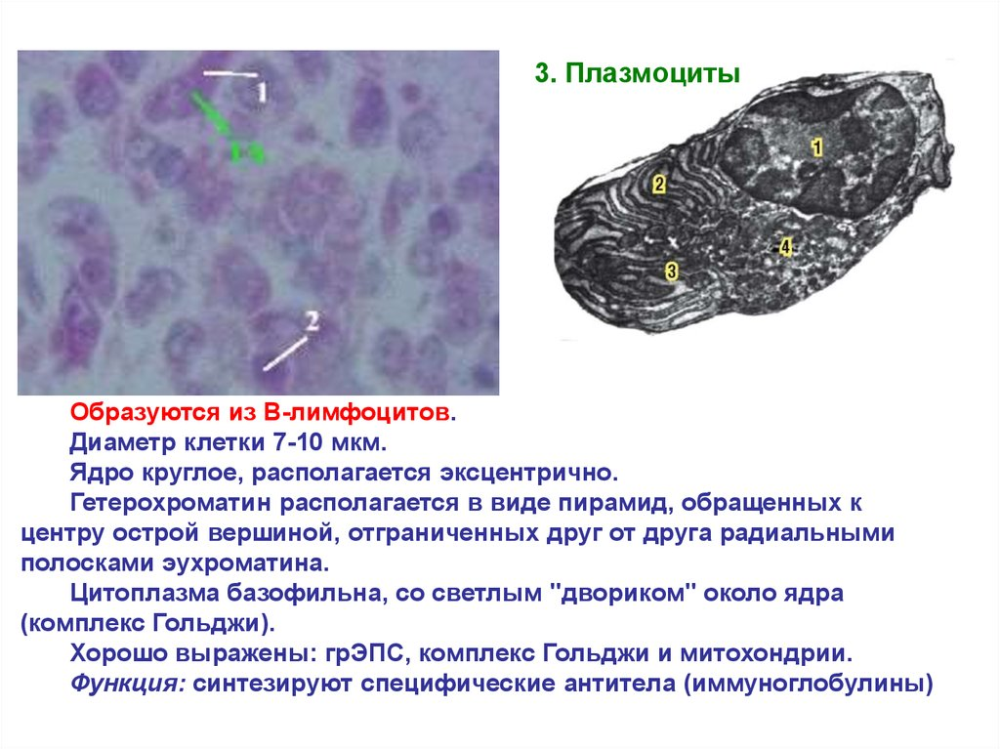 3. Плазмоциты
1
2
1
2
3
4
Образуются из В-лимфоцитов.
Диаметр клетки 7-10 мкм.
Ядро круглое, располагается эксцентрично.
Гетерохроматин располагается в виде пирамид, обращенных к
центру острой вершиной, отграниченных друг от друга радиальными
полосками эухроматина.
Цитоплазма базофильна, со светлым "двориком" около ядра
(комплекс Гольджи).
Хорошо выражены: грЭПС, комплекс Гольджи и митохондрии.
Функция: синтезируют специфические антитела (иммуноглобулины)